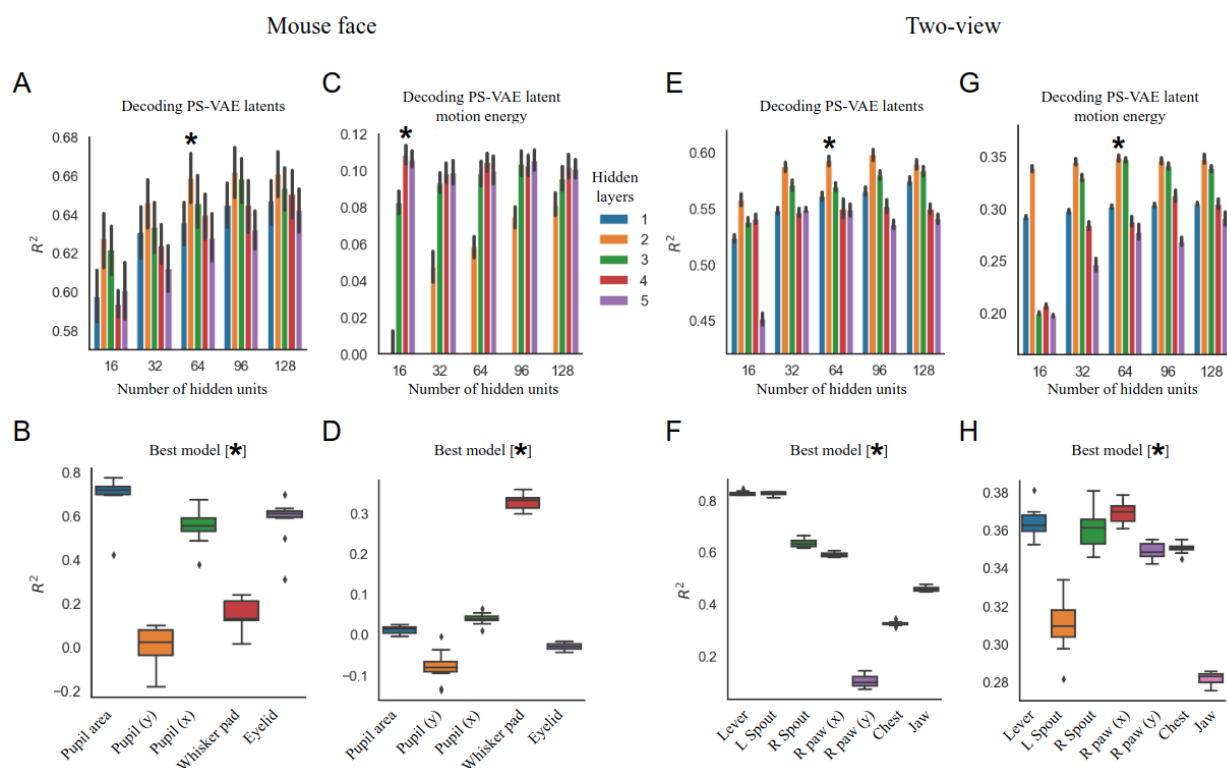 Mouse face
Two-view
A
Decoding PS-VAE latents
R²
0.68
0.66
0.64
0.62
0.60
0.58
16
32
64
96
128
Number of hidden units
*
C
Decoding PS-VAE latent
motion energy
0.12
0.10
0.08
0.06
0.04
0.02
0.00
16
32
64
96
128
Number of hidden units
*
Hidden
layers
1
2
3
4
5
E
Decoding PS-VAE latents
R²
0.60
0.55
0.50
0.45
16
32
64
96
128
Number of hidden units
*
G
Decoding PS-VAE latent
motion energy
0.35
0.30
0.25
0.20
16
32
64
96
128
Number of hidden units
*
B
Best model [*]
R²
0.8
0.6
0.4
0.2
0.0
−0.2
Pupil area
Pupil (y)
Pupil (x)
Whisker pad
Eyelid
D
Best model [*]
0.3
0.2
0.1
0.0
−0.1
Pupil area
Pupil (y)
Pupil (x)
Whisker pad
Eyelid
F
Best model [*]
R²
0.8
0.6
0.4
0.2
Lever
L Spout
R Spout
R paw (x)
R paw (y)
Chest
Jaw
H
Best model [*]
0.38
0.36
0.34
0.32
0.30
0.28
Lever
L Spout
R Spout
R paw (x)
R paw (y)
Chest
Jaw